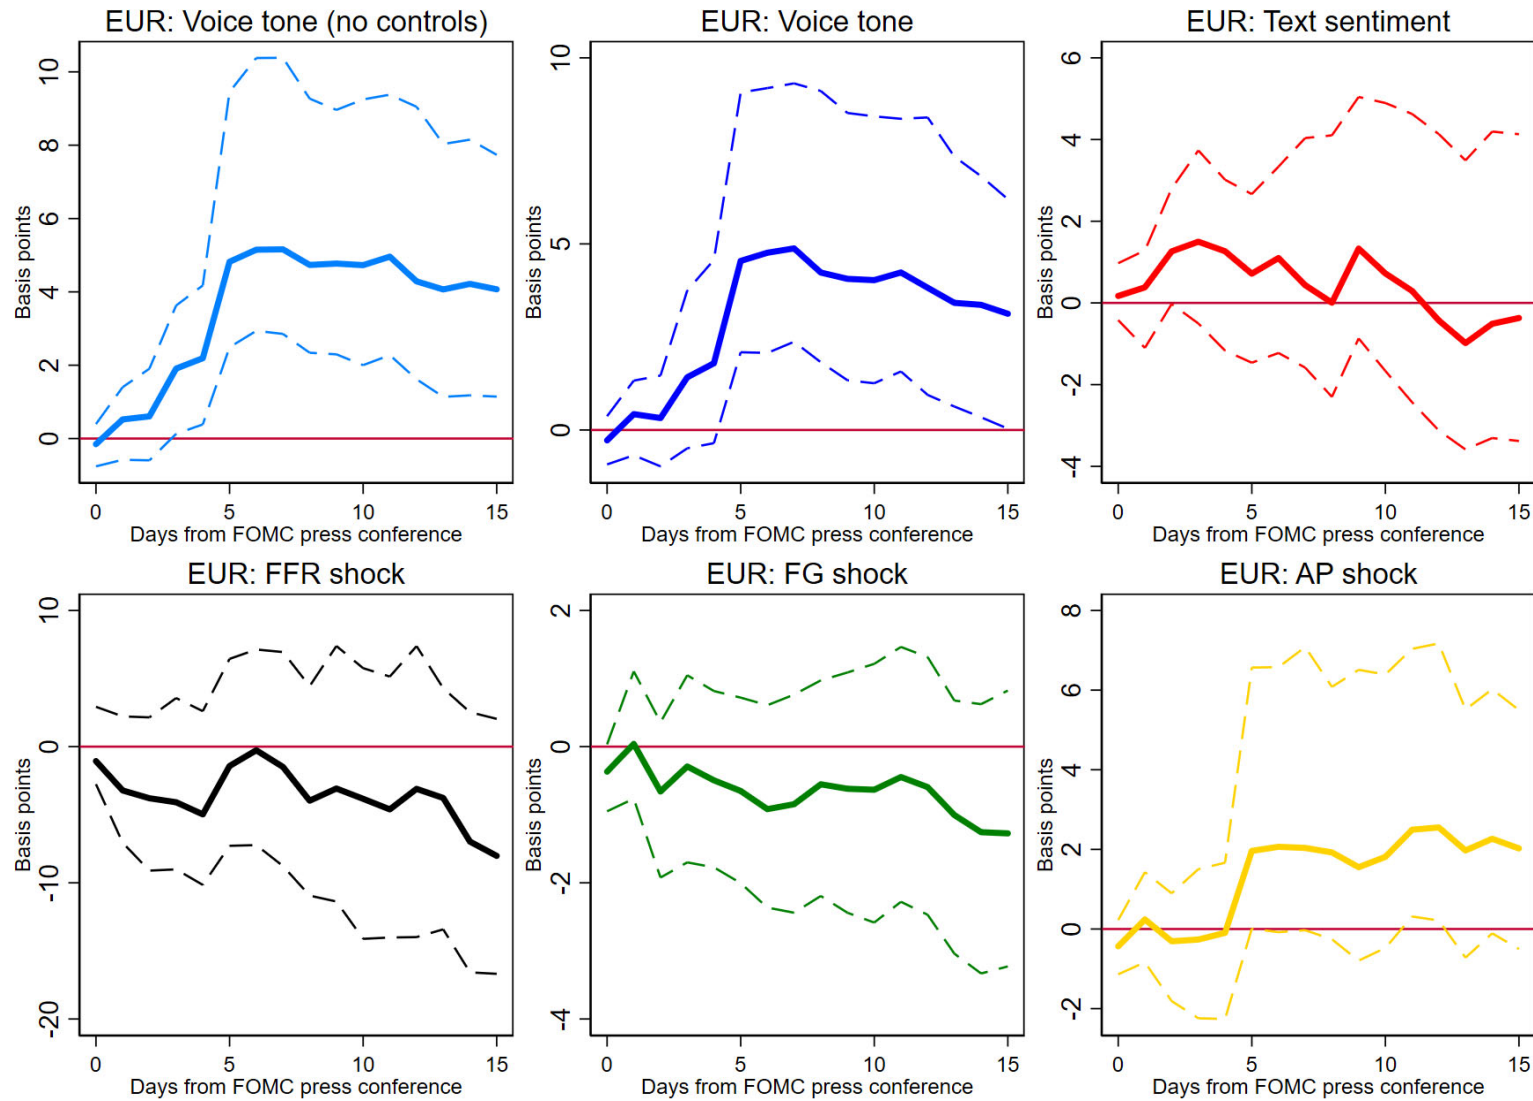 EUR: Voice tone (no controls)
Basis points
10
8
6
4
2
0
0 5 10 15
Days from FOMC press conference
EUR: Voice tone
Basis points
10
5
0
0 5 10 15
Days from FOMC press conference
EUR: Text sentiment
Basis points
6
4
2
0
-2
-4
0 5 10 15
Days from FOMC press conference
EUR: FFR shock
Basis points
10
0
-10
-20
0 5 10 15
Days from FOMC press conference
EUR: FG shock
Basis points
2
0
-2
-4
0 5 10 15
Days from FOMC press conference
EUR: AP shock
Basis points
8
6
4
2
0
-2
0 5 10 15
Days from FOMC press conference